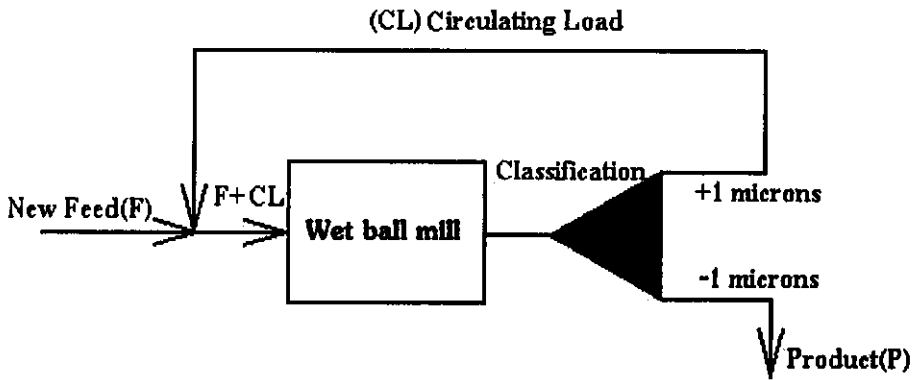 (CL) Circulating Load
New Feed(F)
F+CL
Wet ball mill
Classification
+1 microns
-1 microns
Product(P)